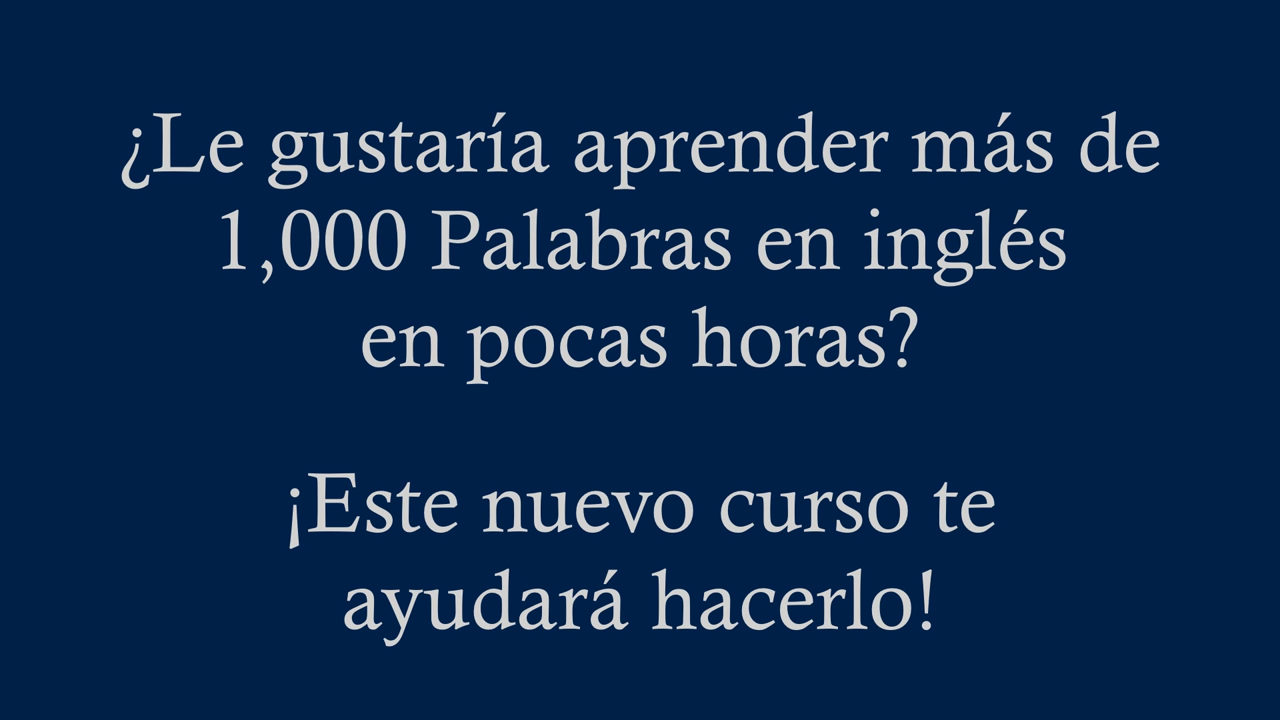 ¿Le gustaría aprender más de
1,000 Palabras en inglés
en pocas horas?
¡Este nuevo curso te
ayudará hacerlo!